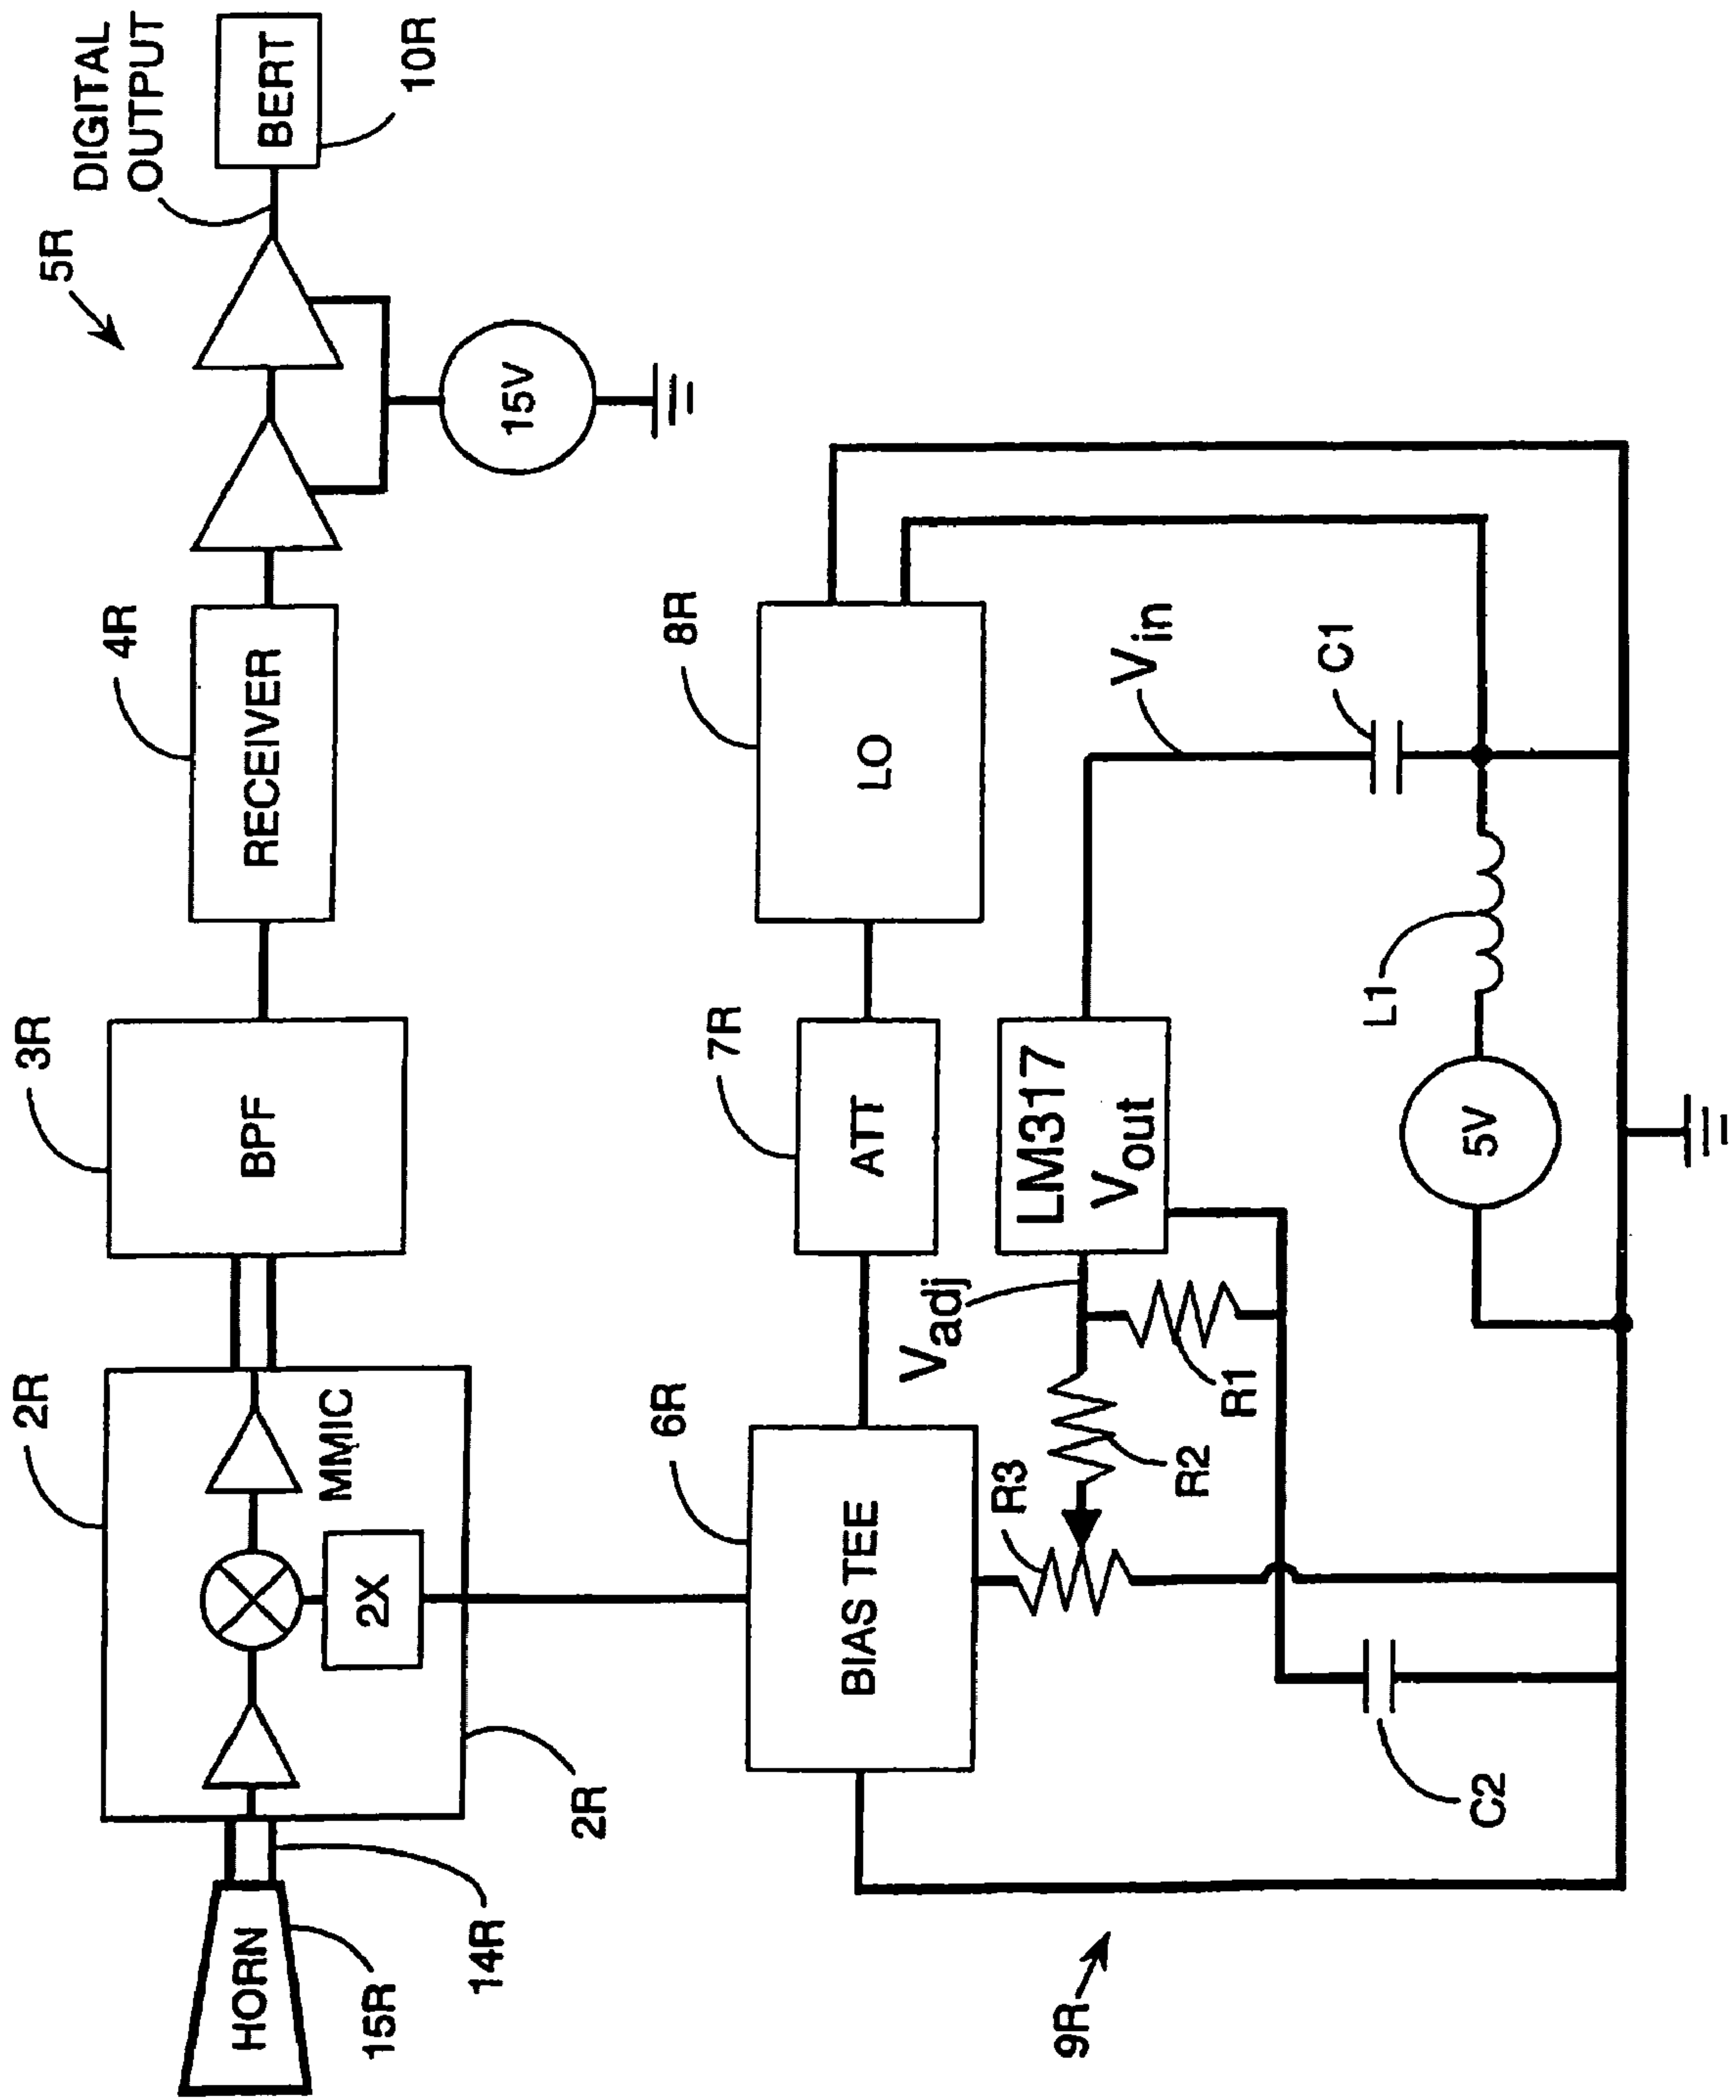 5R
DIGITAL
OUTPUT
BERT
10R
15V
4R
RECEIVER
3R
BPF
2R
MMIC
2X
2R
HORN
15R
14R
8R
LO
7R
ATT
6R
BIAS TEE
Vin
C1
LM317
Vout
Vadj
R1
R2
R3
L1
5V
C2
9R